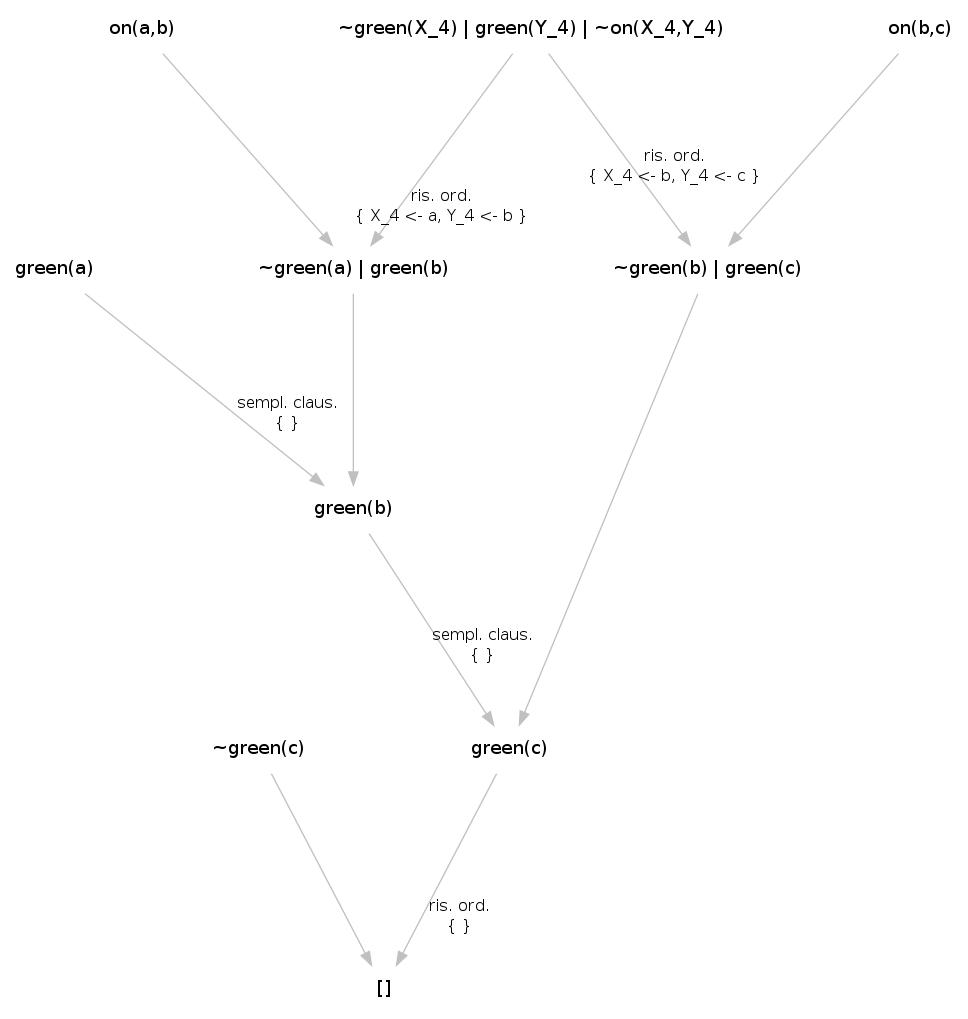 on(a,b)
~green(X_4) | green(Y_4) | ~on(X_4,Y_4)
on(b,c)
ris. ord.
{ X_4 <- b, Y_4 <- c }
ris. ord.
{ X_4 <- a, Y_4 <- b }
green(a)
~green(a) | green(b)
~green(b) | green(c)
sempl. claus.
{ }
green(b)
sempl. claus.
{ }
~green(c)
green(c)
ris. ord.
{ }
[]